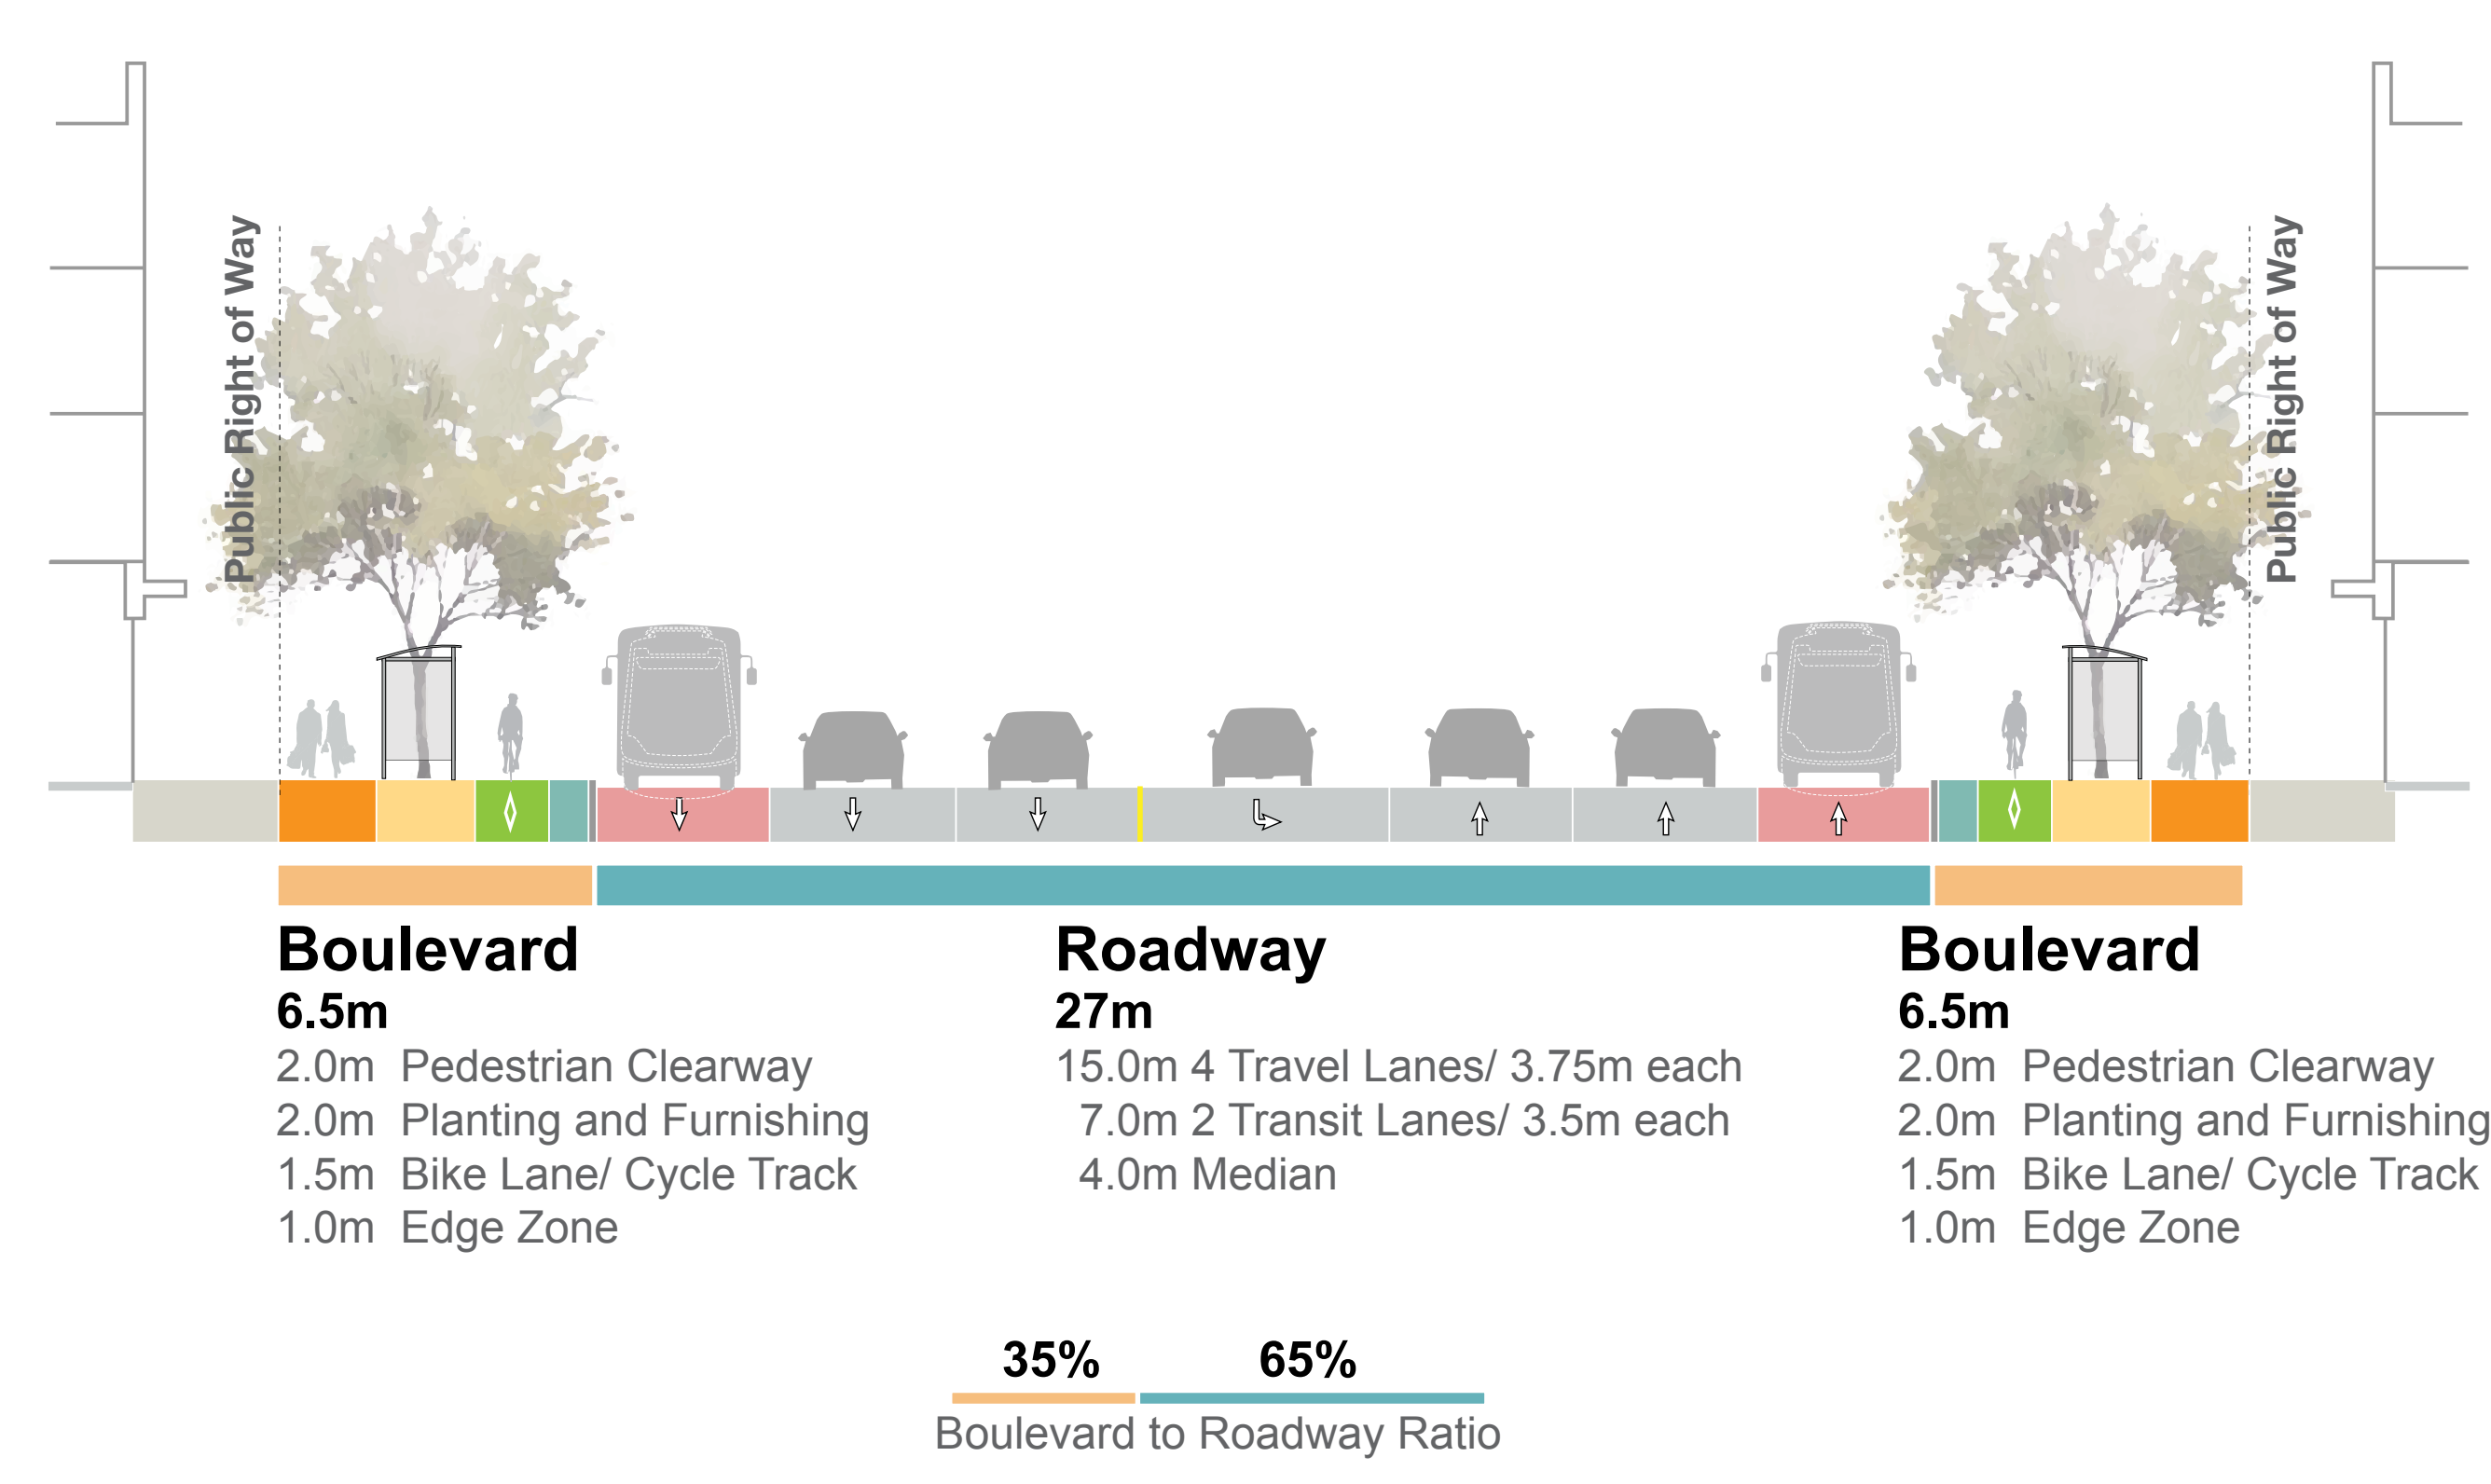 Public Right of Way
Public Right of Way
Boulevard
6.5m
2.0m Pedestrian Clearway
2.0m Planting and Furnishing
1.5m Bike Lane/ Cycle Track
1.0m Edge Zone
Roadway
27m
15.0m 4 Travel Lanes/ 3.75m each
7.0m 2 Transit Lanes/ 3.5m each
4.0m Median
Boulevard
6.5m
2.0m Pedestrian Clearway
2.0m Planting and Furnishing
1.5m Bike Lane/ Cycle Track
1.0m Edge Zone
35% 65%
Boulevard to Roadway Ratio